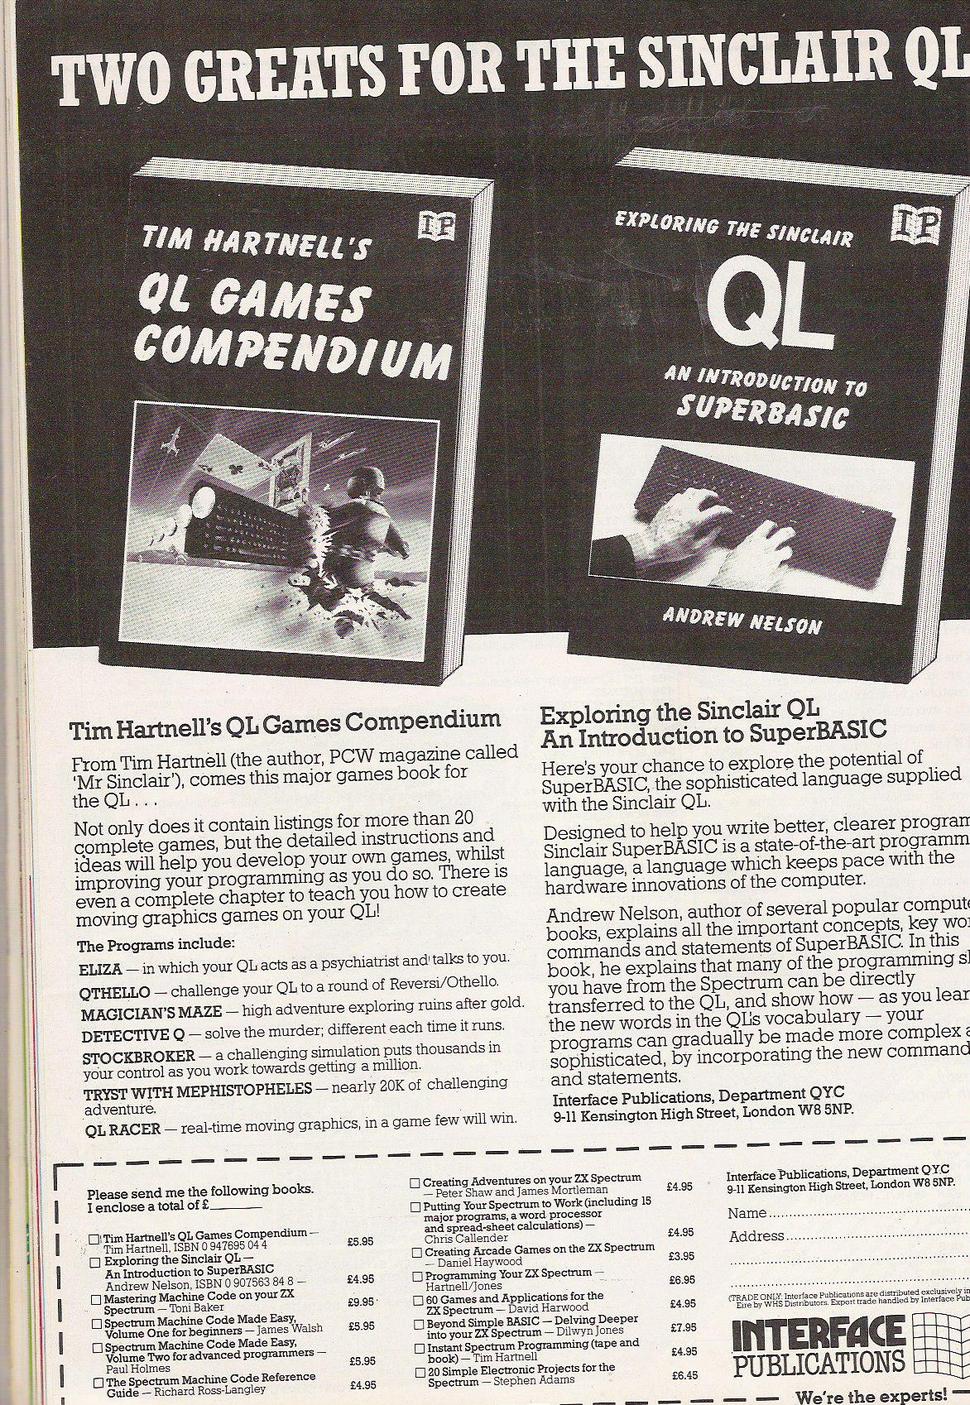 TWO GREATS FOR THE SINCLAIR QL
TIM HARTNELL'S
QL GAMES
COMPENDIUM
IP
EXPLORING THE SINCLAIR
QL
AN INTRODUCTION TO
SUPERBASIC
ANDREW NELSON
IP
Tim Hartnell's QL Games Compendium
From Tim Hartnell (the author, PCW magazine called
'Mr Sinclair'), comes this major games book for
the QL . . .
Not only does it contain listings for more than 20
complete games, but the detailed instructions and
ideas will help you develop your own games, whilst
improving your programming as you do so. There is
even a complete chapter to teach you how to create
moving graphics games on your QL!
The Programs include:
ELIZA — in which your QL acts as a psychiatrist and talks to you.
QTHELLO — challenge your QL to a round of Reversi/Othello.
MAGICIAN'S MAZE — high adventure exploring ruins after gold.
DETECTIVE Q — solve the murder; different each time it runs.
STOCKBROKER — a challenging simulation puts thousands in
your control as you work towards getting a million.
TRYST WITH MEPHISTOPHELES — nearly 20K of challenging
adventure.
QL RACER — real-time moving graphics, in a game few will win.
Exploring the Sinclair QL
An Introduction to SuperBASIC
Here's your chance to explore the potential of
SuperBASIC, the sophisticated language supplied
with the Sinclair QL.
Designed to help you write better, clearer program
Sinclair SuperBASIC is a state-of-the-art programm
language, a language which keeps pace with the
hardware innovations of the computer.
Andrew Nelson, author of several popular compute
books, explains all the important concepts, key wo
commands and statements of SuperBASIC. In this
book, he explains that many of the programming s
you have from the Spectrum can be directly
transferred to the QL, and show how — as you lear
the new words in the QL's vocabulary — your
programs can gradually be made more complex a
sophisticated, by incorporating the new command
and statements.
Interface Publications, Department QYC
9-11 Kensington High Street, London W8 5NP.
Please send me the following books.
I enclose a total of £
Tim Hartnell's QL Games Compendium —
Tim Hartnell, ISBN 0 947695 04 4 £5.95
Exploring the Sinclair QL —
An Introduction to SuperBASIC
Andrew Nelson, ISBN 0 907563 84 8 — £4.95
Mastering Machine Code on your ZX
Spectrum — Toni Baker £9.95
Spectrum Machine Code Made Easy,
Volume One for beginners — James Walsh £5.95
Spectrum Machine Code Made Easy,
Volume Two for advanced programmers —
Paul Holmes £5.95
The Spectrum Machine Code Reference
Guide — Richard Ross-Langley £4.95
Creating Adventures on your ZX Spectrum
— Peter Shaw and James Mortleman £4.95
Putting Your Spectrum to Work (including 15
major programs, a word processor
and spread-sheet calculations) —
Chris Callender £4.95
Creating Arcade Games on the ZX Spectrum
— Daniel Haywood £3.95
Programming Your ZX Spectrum —
Hartnell/Jones £6.95
60 Games and Applications for the
ZX Spectrum — David Harwood £4.95
Beyond Simple BASIC — Delving Deeper
into your ZX Spectrum — Dilwyn Jones £7.95
Instant Spectrum Programming (tape and
book) — Tim Hartnell £4.95
20 Simple Electronic Projects for the
Spectrum — Stephen Adams £6.45
Interface Publications, Department QYC
9-11 Kensington High Street, London W8 5NP.
Name
Address
(TRADE ONLY: Interface Publications are distributed exclusively in
Eire by WHS Distributors. Export trade handled by Interface Pub
INTERFACE
PUBLICATIONS
We're the experts!